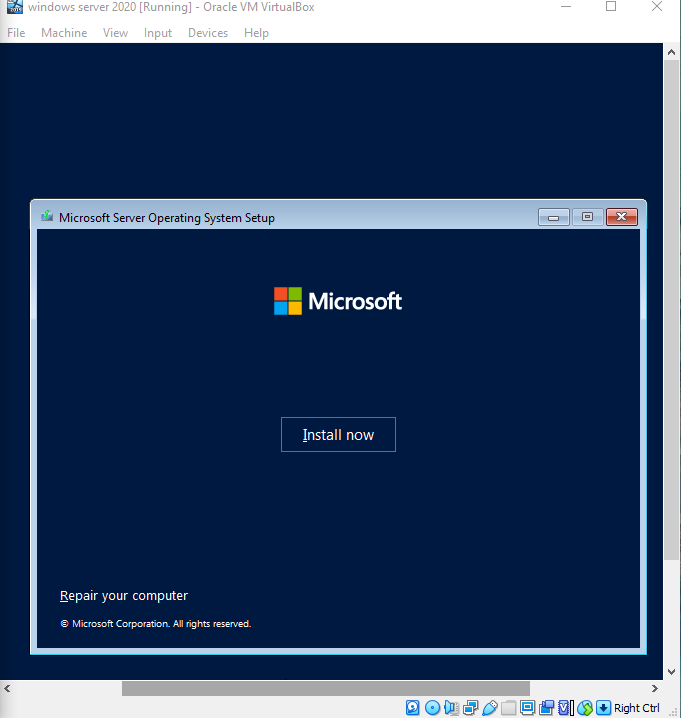 windows server 2020 [Running] - Oracle VM VirtualBox
File Machine View Input Devices Help
Microsoft Server Operating System Setup
Microsoft
Install now
Repair your computer
© Microsoft Corporation. All rights reserved.
Right Ctrl